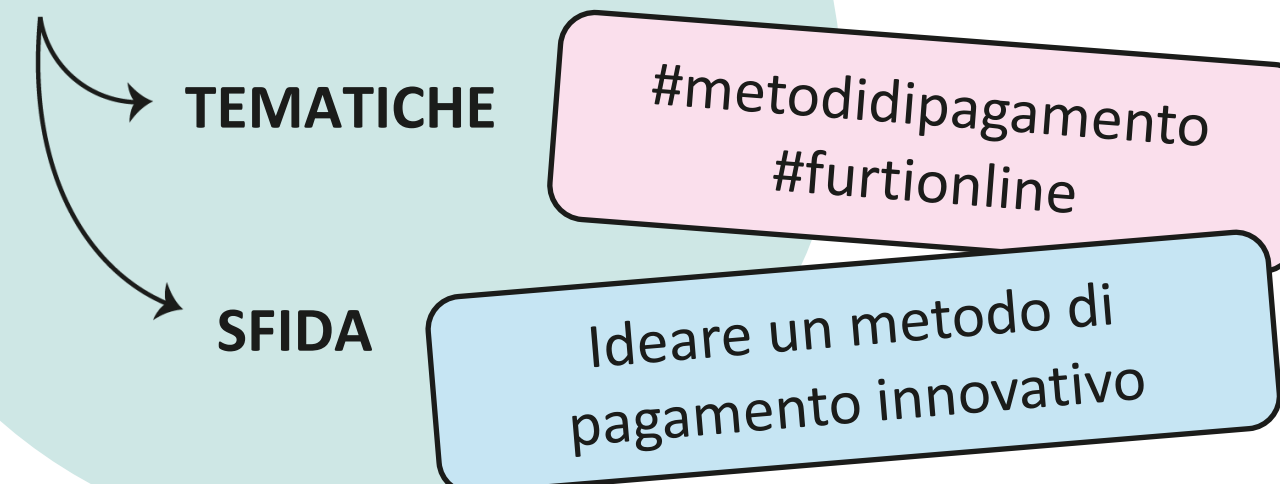 TEMATICHE
#metodidipagamento
#furtionline
SFIDA
Ideare un metodo di
pagamento innovativo